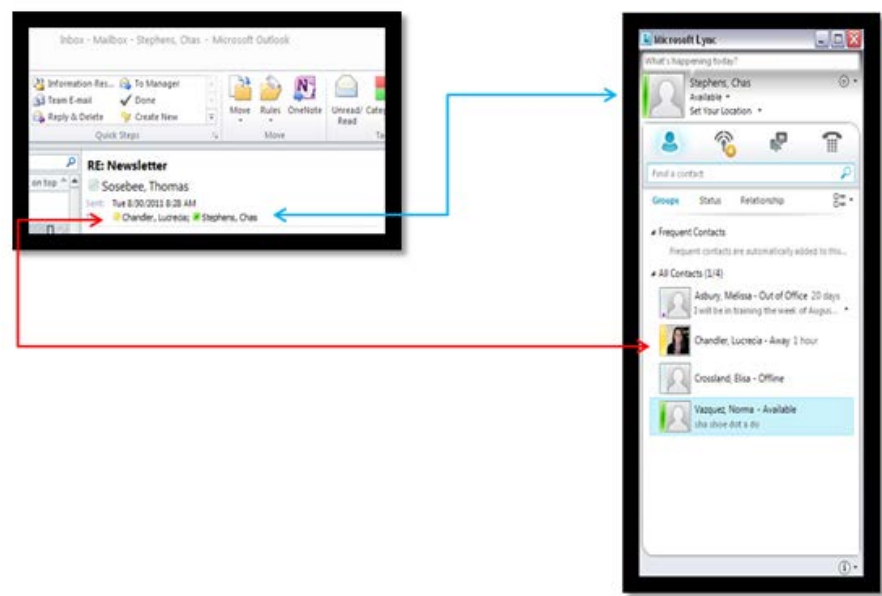 Inbox - Mailbox - Stephens, Chas - Microsoft Outlook
Information Res... To Manager
Team E-mail Done
Reply & Delete Create New
Move Rules OneNote Unread/ Read
Quick Steps Move
on top
RE: Newsletter
Sosebee, Thomas
Sent: Tue 8/30/2011 8:28 AM
Chandler, Lucrecia; Stephens, Chas
Microsoft Lync
What's happening today?
Stephens, Chas
Available
Set Your Location
Find a contact
Groups Status Relationship
Frequent Contacts
Frequent contacts are automatically added to this...
All Contacts (1/4)
Asbury, Melissa - Out of Office 20 days
I will be in training the week of Augus...
Chandler, Lucrecia - Away 1 hour
Crossland, Elisa - Offline
Vazquez, Norma - Available
sha shoe dot a do